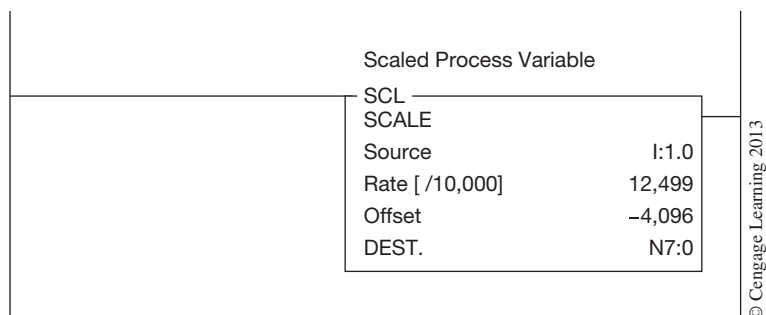 Scaled Process Variable
SCL
SCALE
Source I:1.0
Rate [ /10,000] 12,499
Offset –4,096
DEST. N7:0
© Cengage Learning 2013